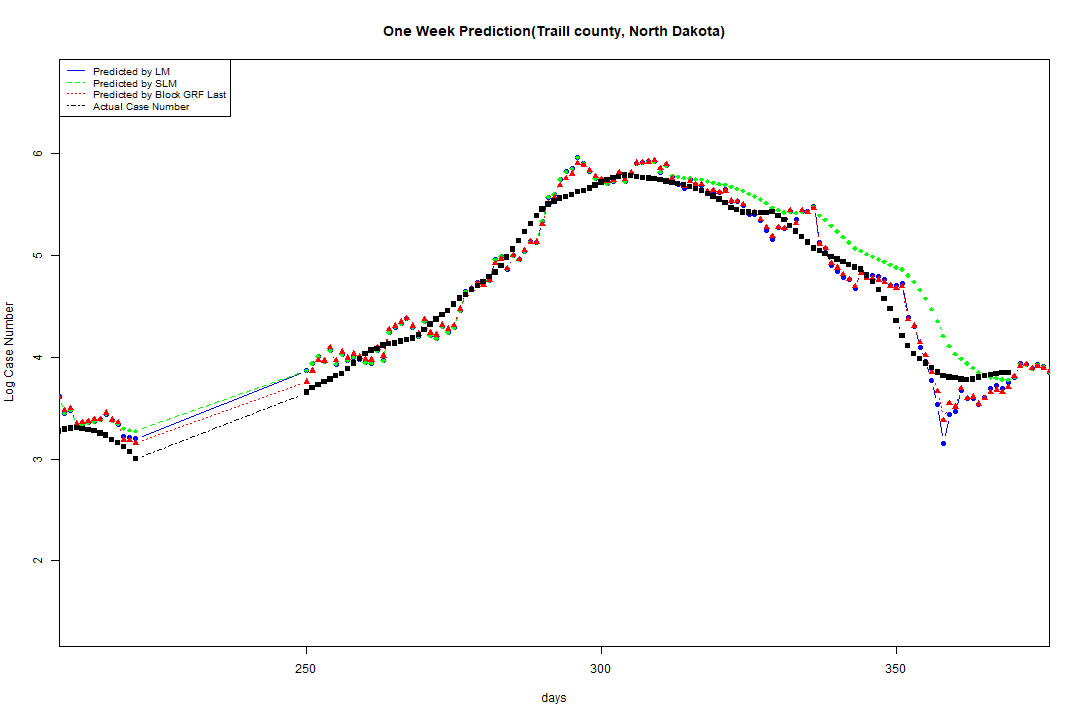 One Week Prediction(Traill county, North Dakota)
Predicted by LM
Predicted by SLM
Predicted by Block GRF Last
Actual Case Number
6
5
4
3
2
Log Case Number
250
300
350
days